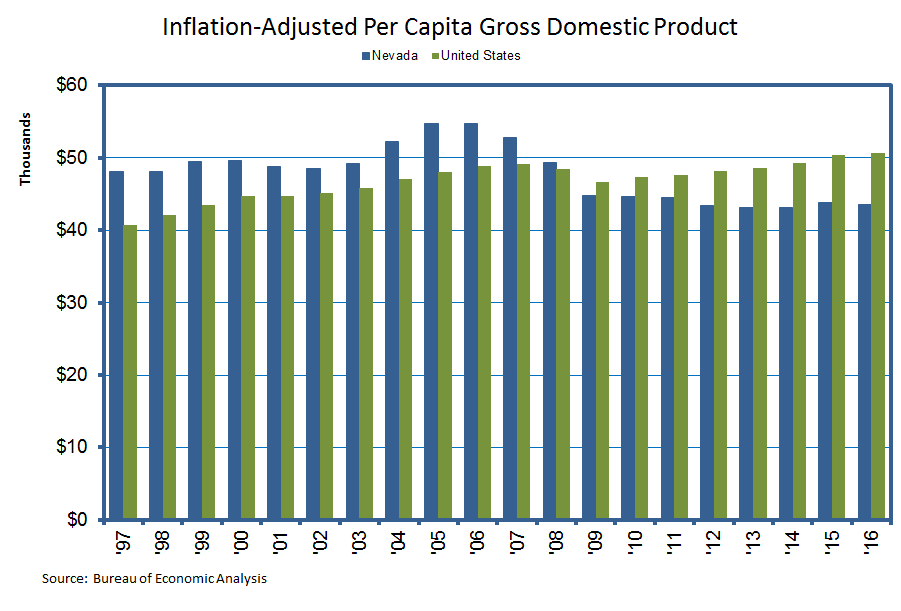 Inflation-Adjusted Per Capita Gross Domestic Product
Nevada United States
Thousands
$60
$50
$40
$30
$20
$10
$0
'97 '98 '99 '00 '01 '02 '03 '04 '05 '06 '07 '08 '09 '10 '11 '12 '13 '14 '15 '16
Source: Bureau of Economic Analysis